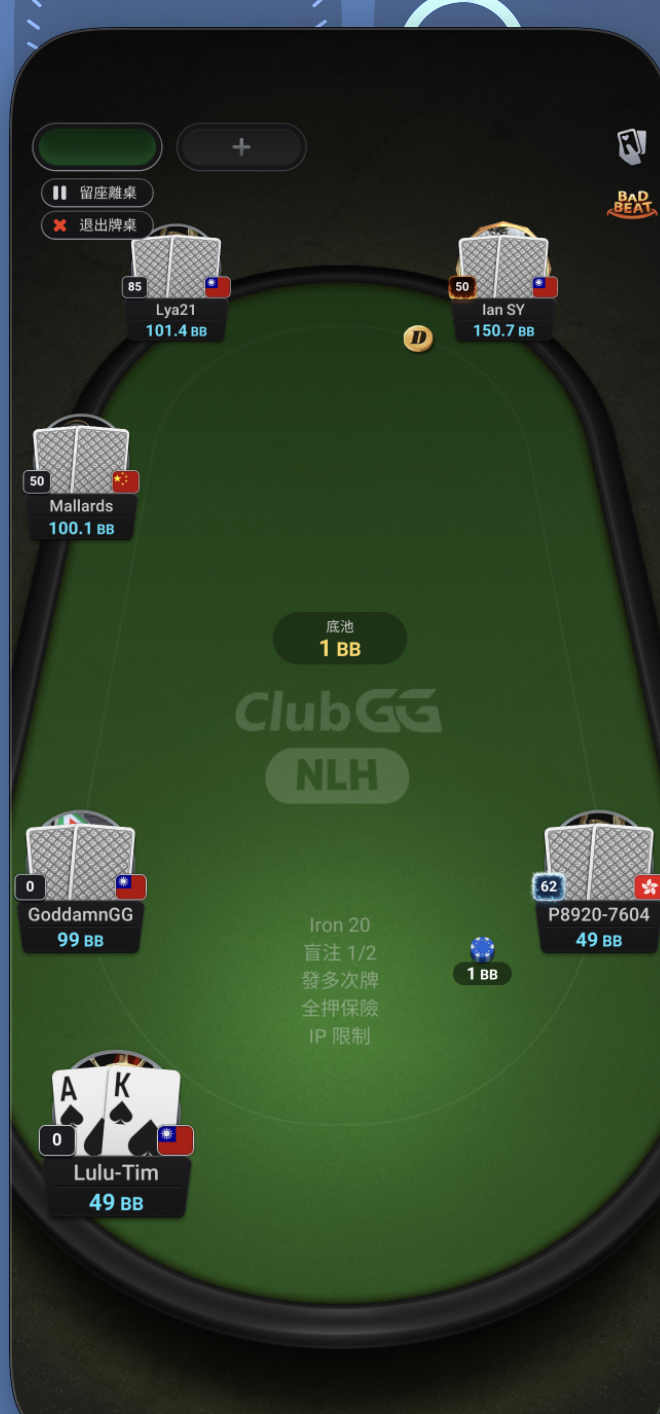 留座離桌
BAD
BEAT
退出牌桌
85
Lya21
101.4 BB
50
Ian SY
150.7 BB
D
50
Mallards
100.1 BB
底池
1 BB
ClubGG
NLH
0
GoddamnGG
99 BB
62
P8920-7604
49 BB
Iron 20
盲注 1/2
發多次牌
全押保險
IP 限制
1 BB
A
K
0
Lulu-Tim
49 BB